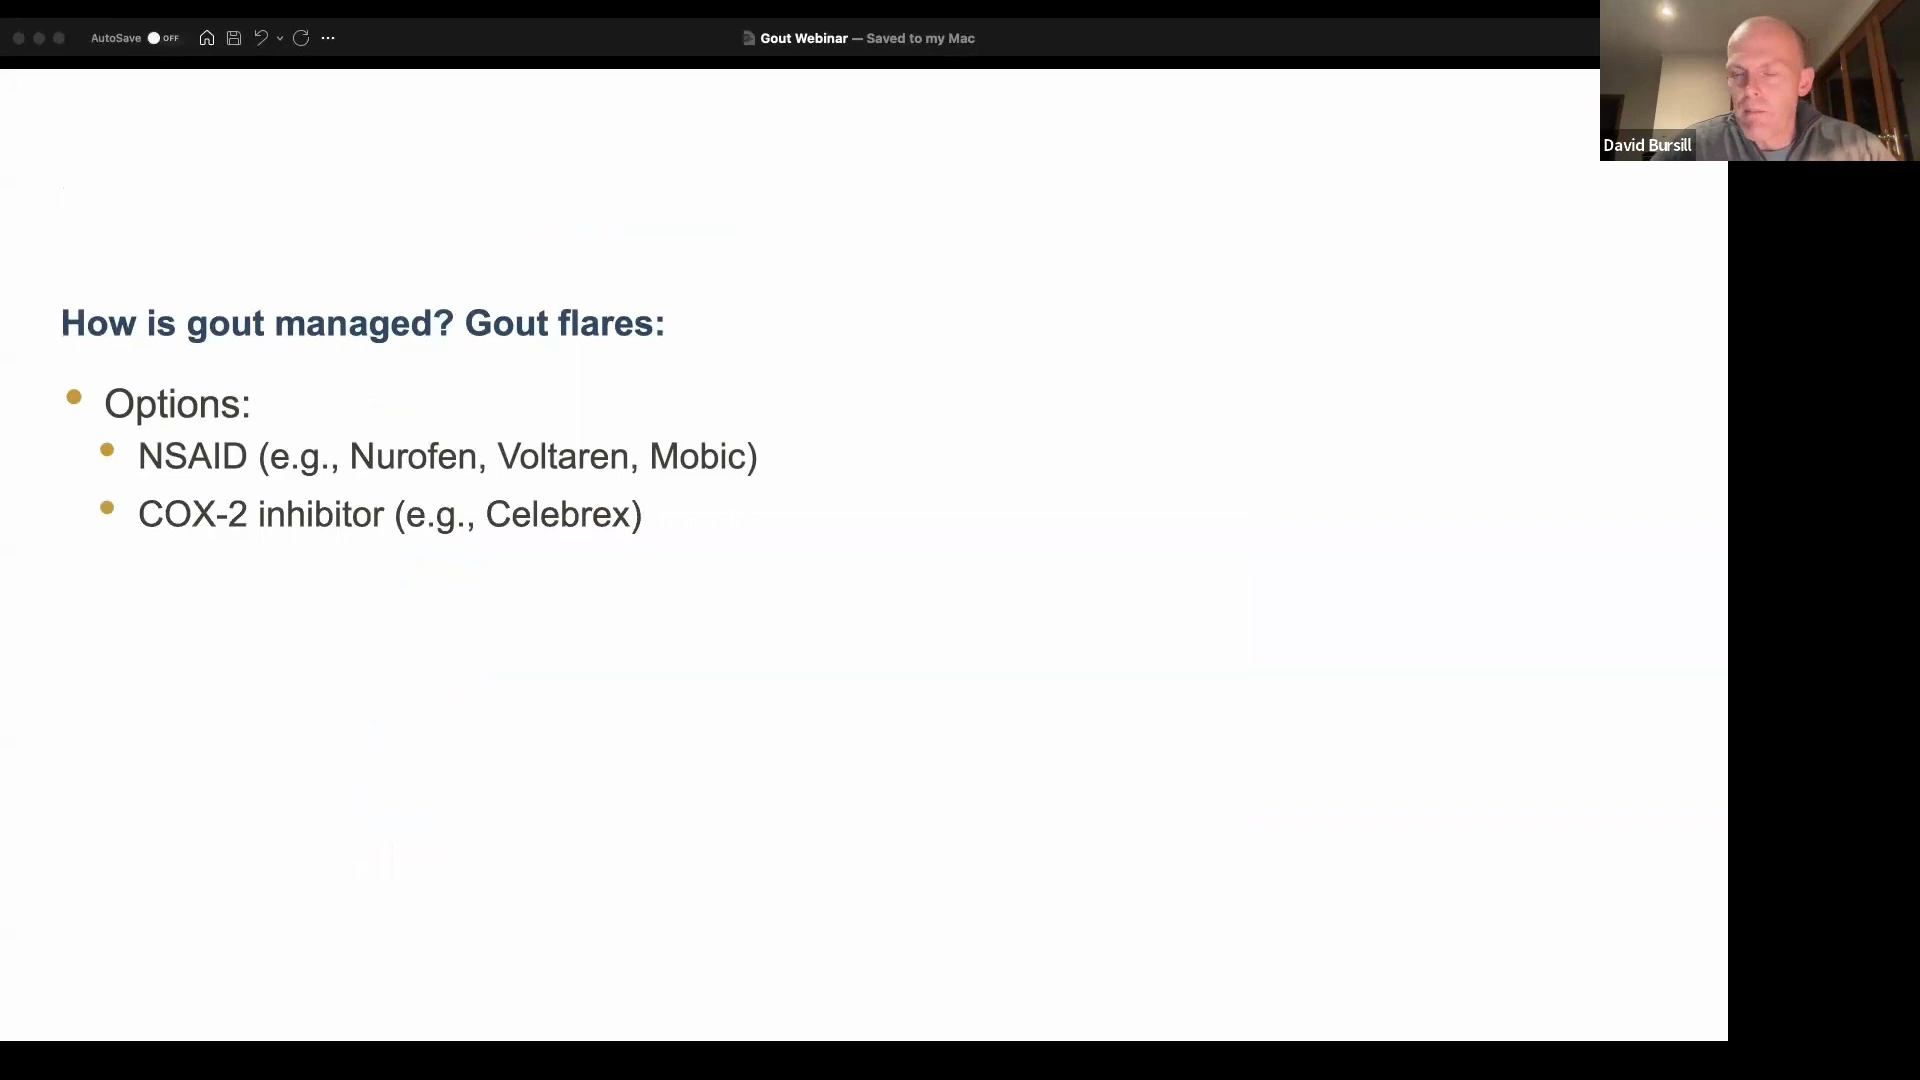 AutoSave OFF
Gout Webinar — Saved to my Mac
David Bursill
How is gout managed? Gout flares:
Options:
NSAID (e.g., Nurofen, Voltaren, Mobic)
COX-2 inhibitor (e.g., Celebrex)